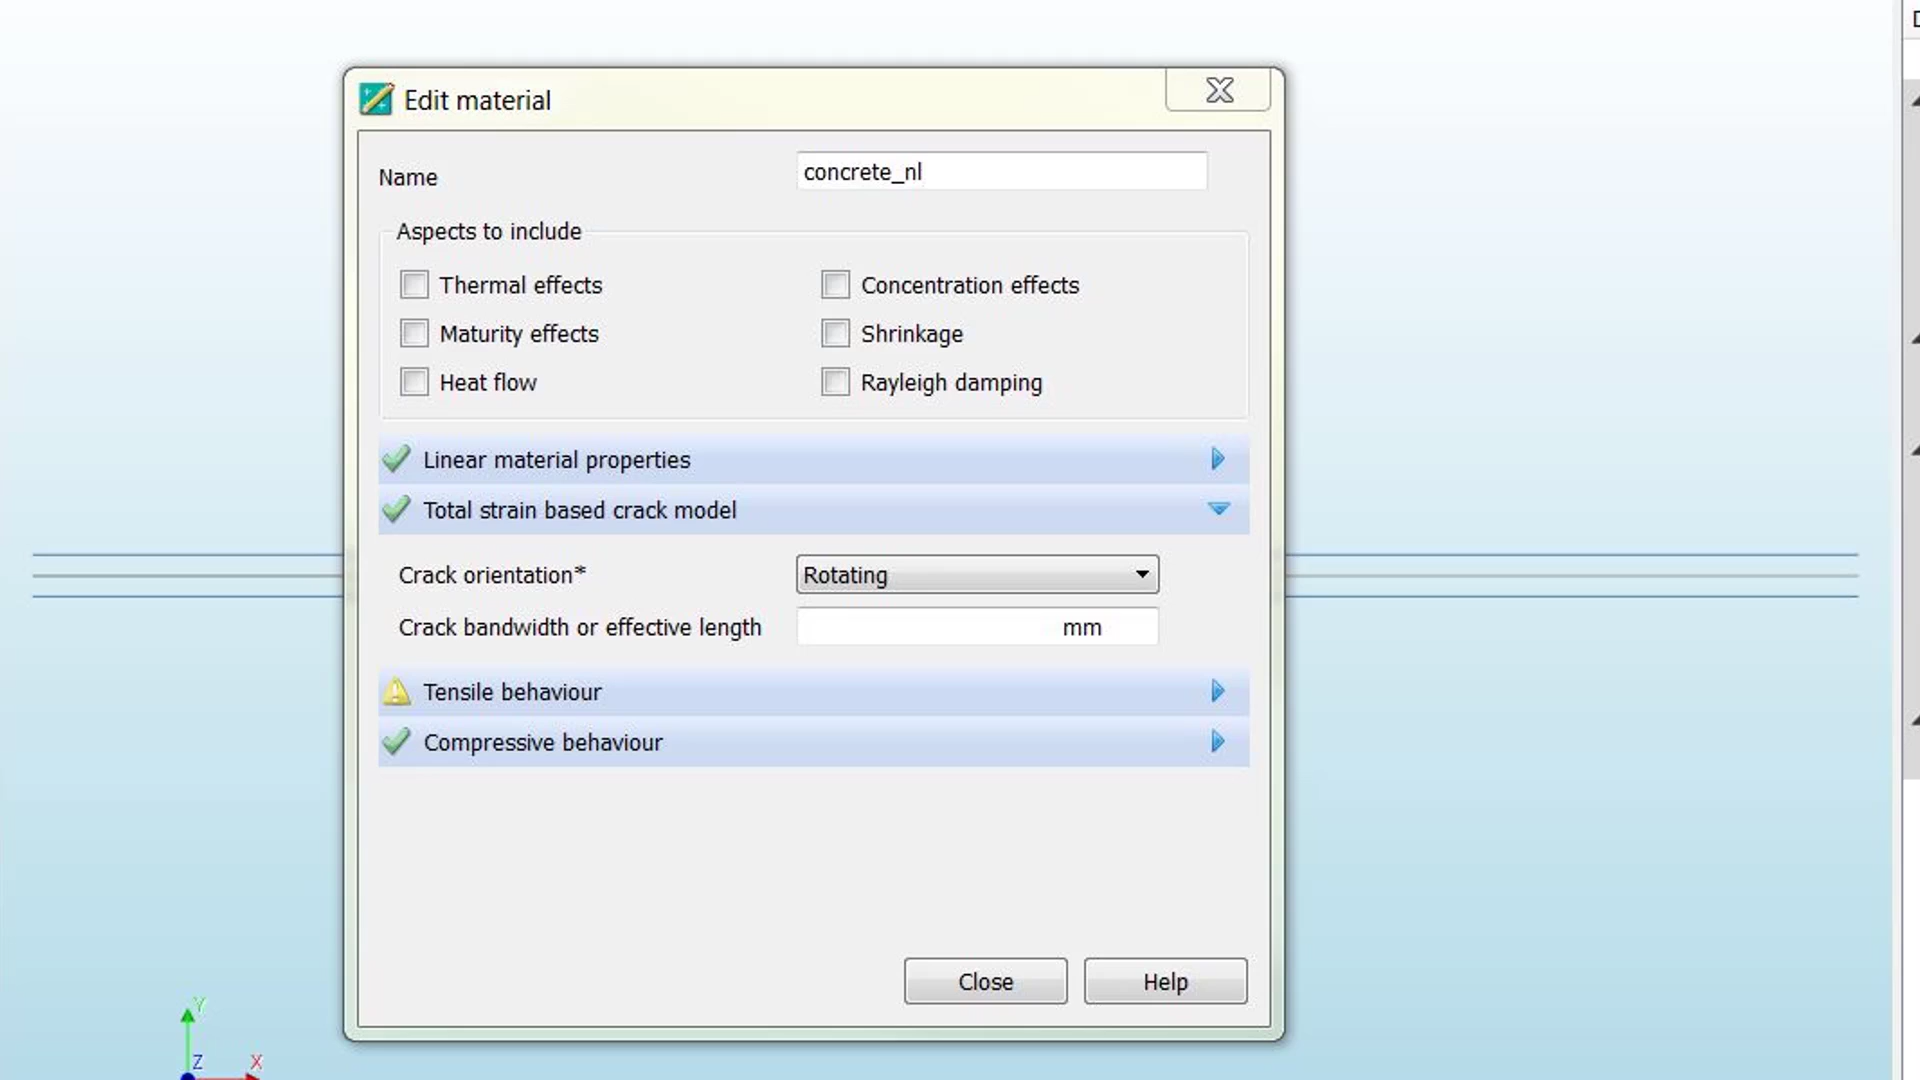 Edit material
Name
concrete_nl
Aspects to include
Thermal effects
Concentration effects
Maturity effects
Shrinkage
Heat flow
Rayleigh damping
Linear material properties
Total strain based crack model
Crack orientation*
Rotating
Crack bandwidth or effective length
mm
Tensile behaviour
Compressive behaviour
Close
Help
Y
Z
X